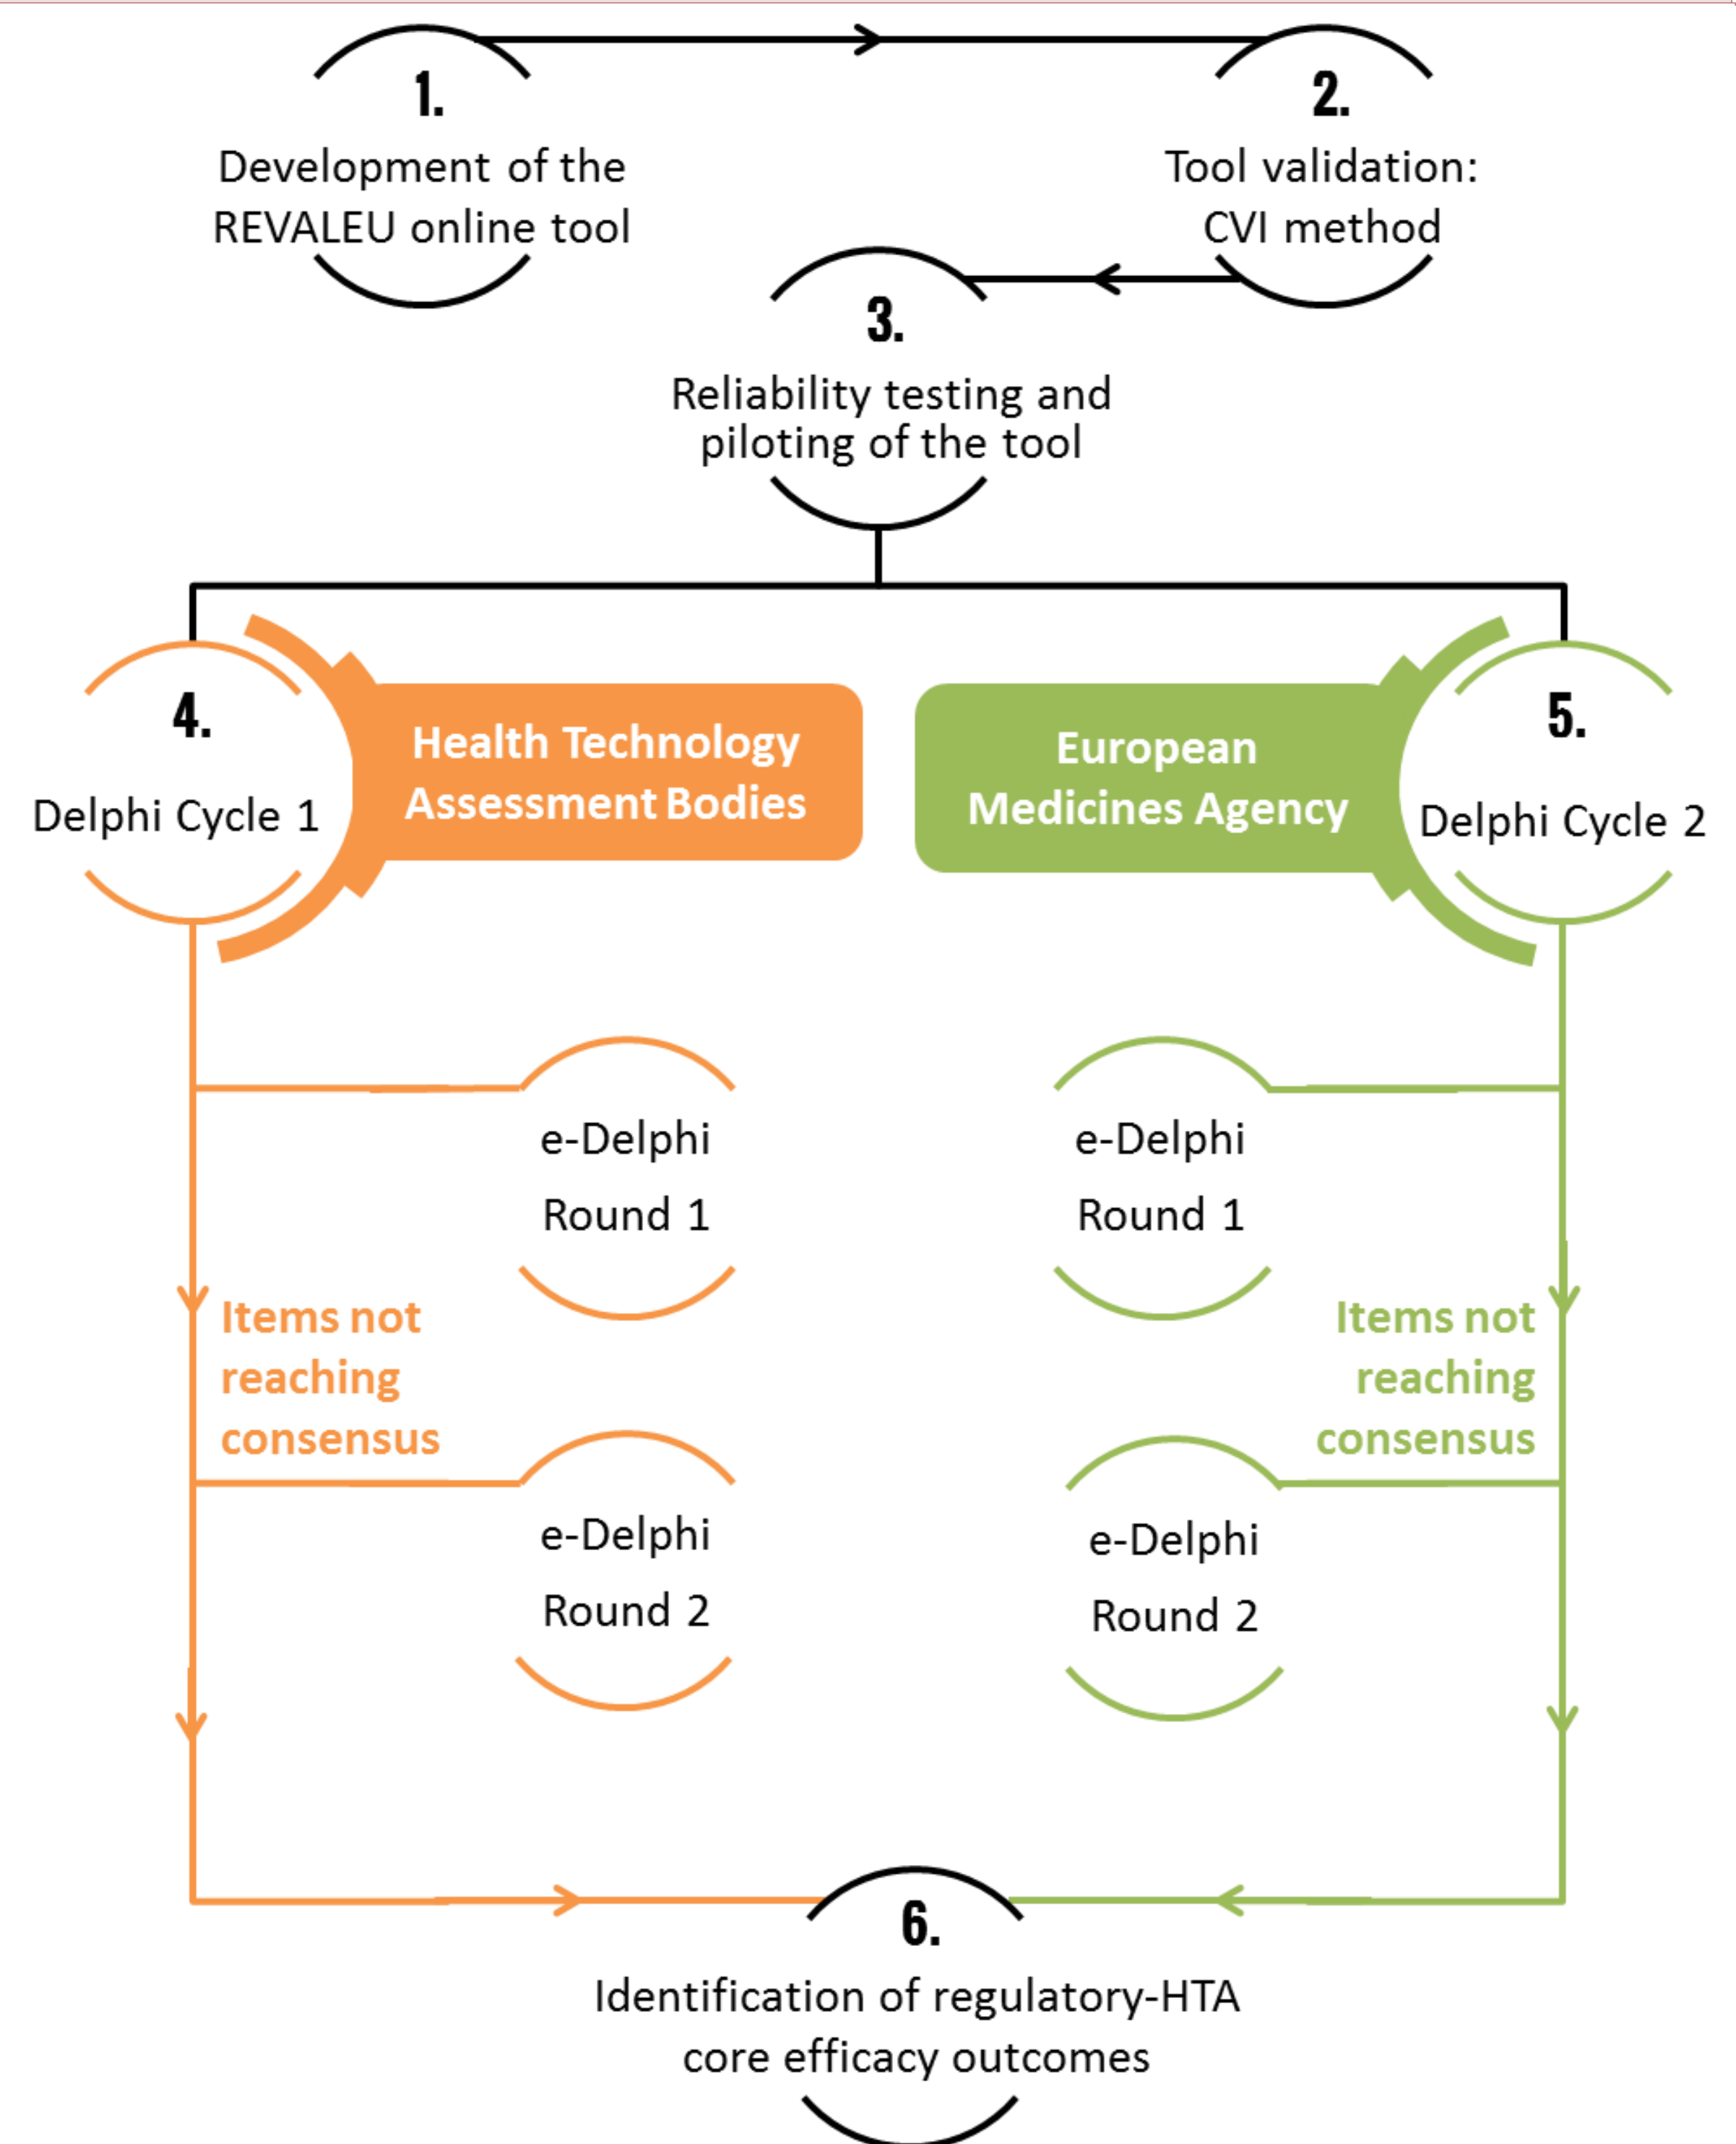 1.
Development of the
REVALEU online tool
2.
Tool validation:
CVI method
3.
Reliability testing and
piloting of the tool
4.
Delphi Cycle 1
Health Technology
Assessment Bodies
European
Medicines Agency
5.
Delphi Cycle 2
e-Delphi
Round 1
e-Delphi
Round 1
Items not
reaching
consensus
Items not
reaching
consensus
e-Delphi
Round 2
e-Delphi
Round 2
6.
Identification of regulatory-HTA
core efficacy outcomes